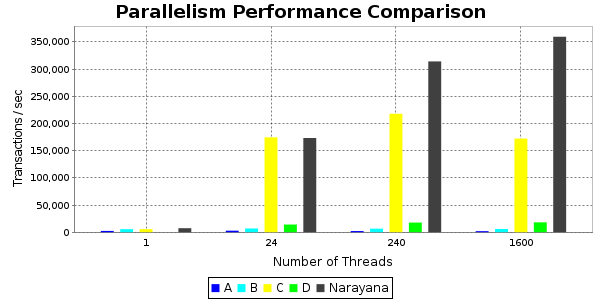 Parallelism Performance Comparison
Transactions / sec
350,000
300,000
250,000
200,000
150,000
100,000
50,000
0
1 24 240 1600
Number of Threads
A B C D Narayana